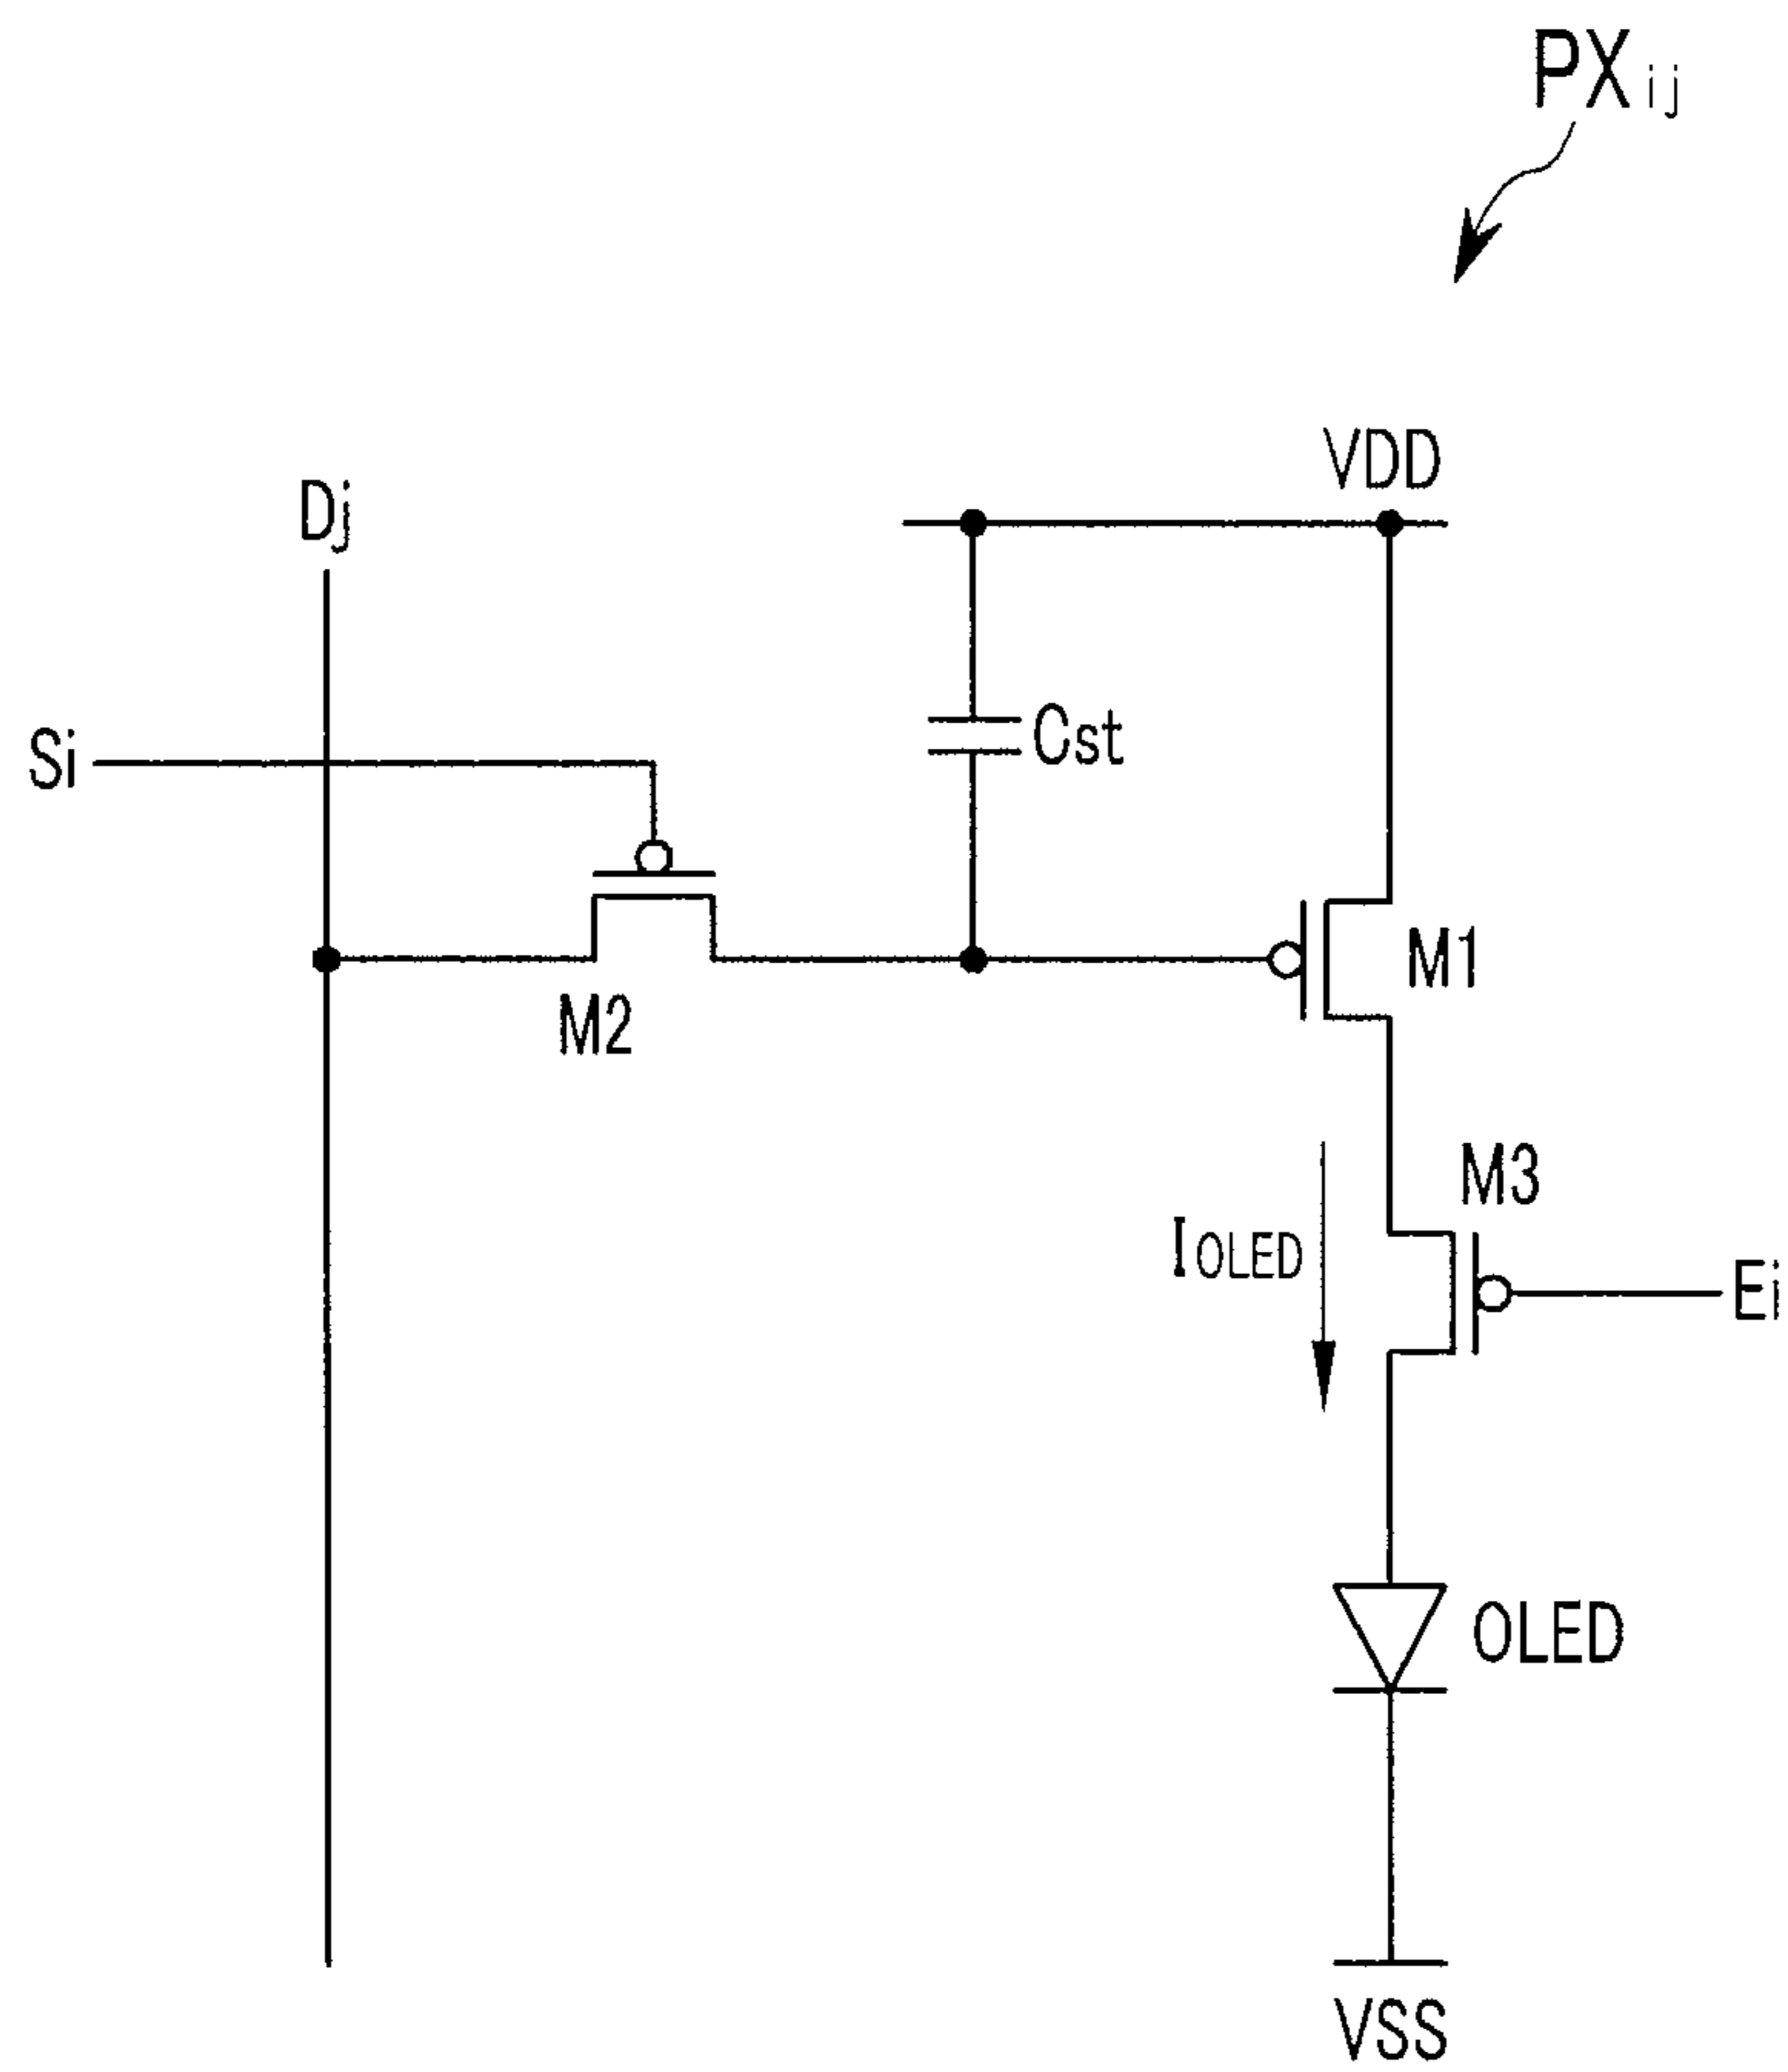 PXij
VDD
Dj
Cst
Si
M1
M2
M3
IOLED
Ei
OLED
VSS